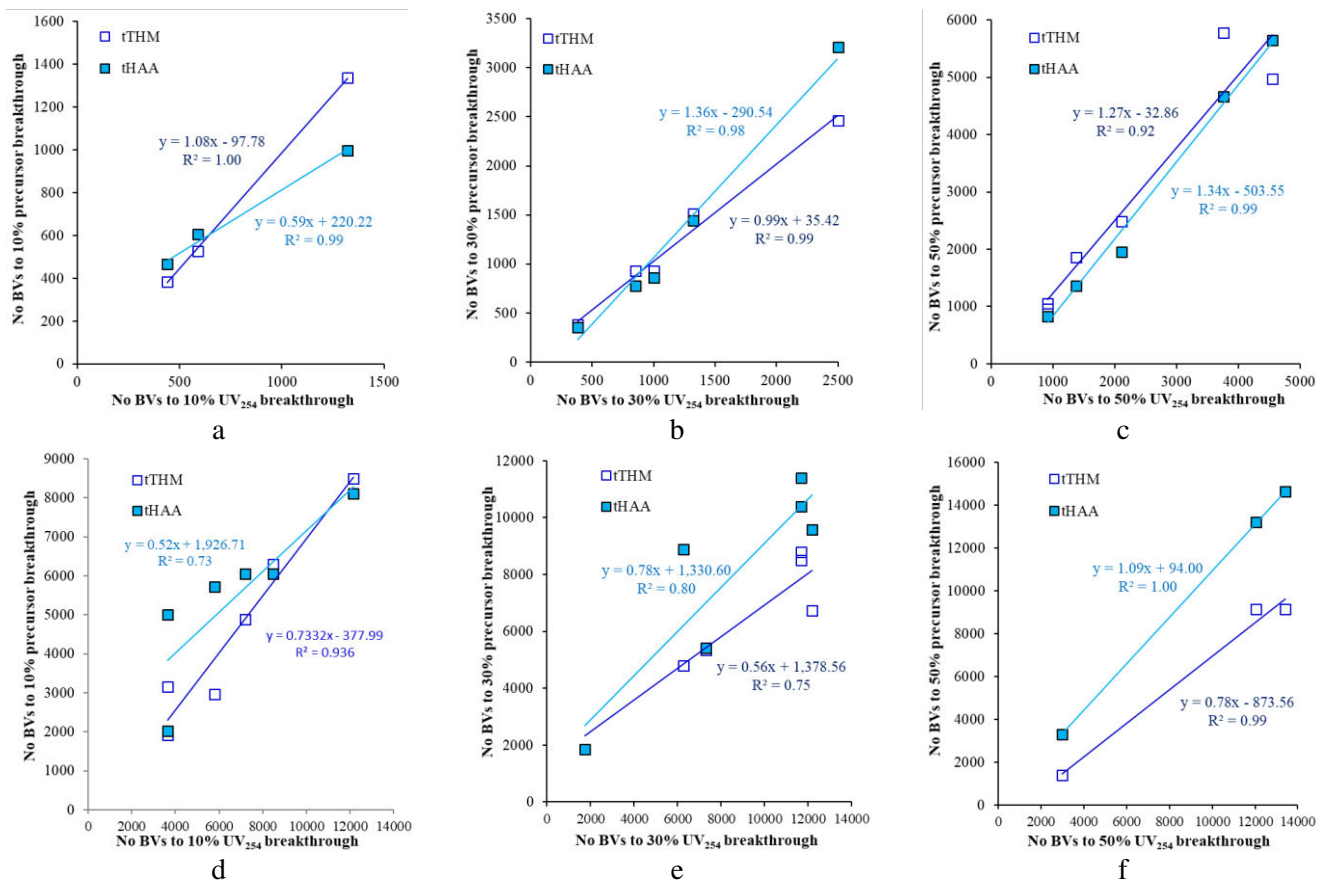 1600
1400
1200
1000
800
600
400
200
0
No BVs to 10% precursor breakthrough
tTHM
tHAA
y = 1.08x - 97.78
R² = 1.00
y = 0.59x + 220.22
R² = 0.99
0 500 1000 1500
No BVs to 10% UV₂₅₄ breakthrough
a
3500
3000
2500
2000
1500
1000
500
0
No BVs to 30% precursor breakthrough
tTHM
tHAA
y = 1.36x - 290.54
R² = 0.98
y = 0.99x + 35.42
R² = 0.99
0 500 1000 1500 2000 2500
No BVs to 30% UV₂₅₄ breakthrough
b
6000
5000
4000
3000
2000
1000
0
No BVs to 50% precursor breakthrough
tTHM
tHAA
y = 1.27x - 32.86
R² = 0.92
y = 1.34x - 503.55
R² = 0.99
0 1000 2000 3000 4000 5000
No BVs to 50% UV₂₅₄ breakthrough
c
9000
8000
7000
6000
5000
4000
3000
2000
1000
0
No BVs to 10% precursor breakthrough
tTHM
tHAA
y = 0.52x + 1,926.71
R² = 0.73
y = 0.7332x - 377.99
R² = 0.936
0 2000 4000 6000 8000 10000 12000 14000
No BVs to 10% UV₂₅₄ breakthrough
d
12000
10000
8000
6000
4000
2000
0
No BVs to 30% precursor breakthrough
tTHM
tHAA
y = 0.78x + 1,330.60
R² = 0.80
y = 0.56x + 1,378.56
R² = 0.75
0 2000 4000 6000 8000 10000 12000 14000
No BVs to 30% UV₂₅₄ breakthrough
e
16000
14000
12000
10000
8000
6000
4000
2000
0
No BVs to 50% precursor breakthrough
tTHM
tHAA
y = 1.09x + 94.00
R² = 1.00
y = 0.78x - 873.56
R² = 0.99
0 2000 4000 6000 8000 10000 12000 14000
No BVs to 50% UV₂₅₄ breakthrough
f